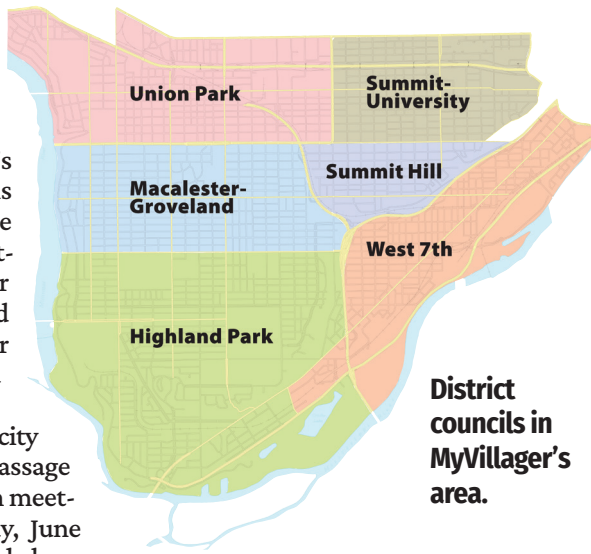 Union Park
Summit-
University
Macalester-
Groveland
Summit Hill
West 7th
Highland Park
District
councils in
MyVillager's
area.
city
meet-
June